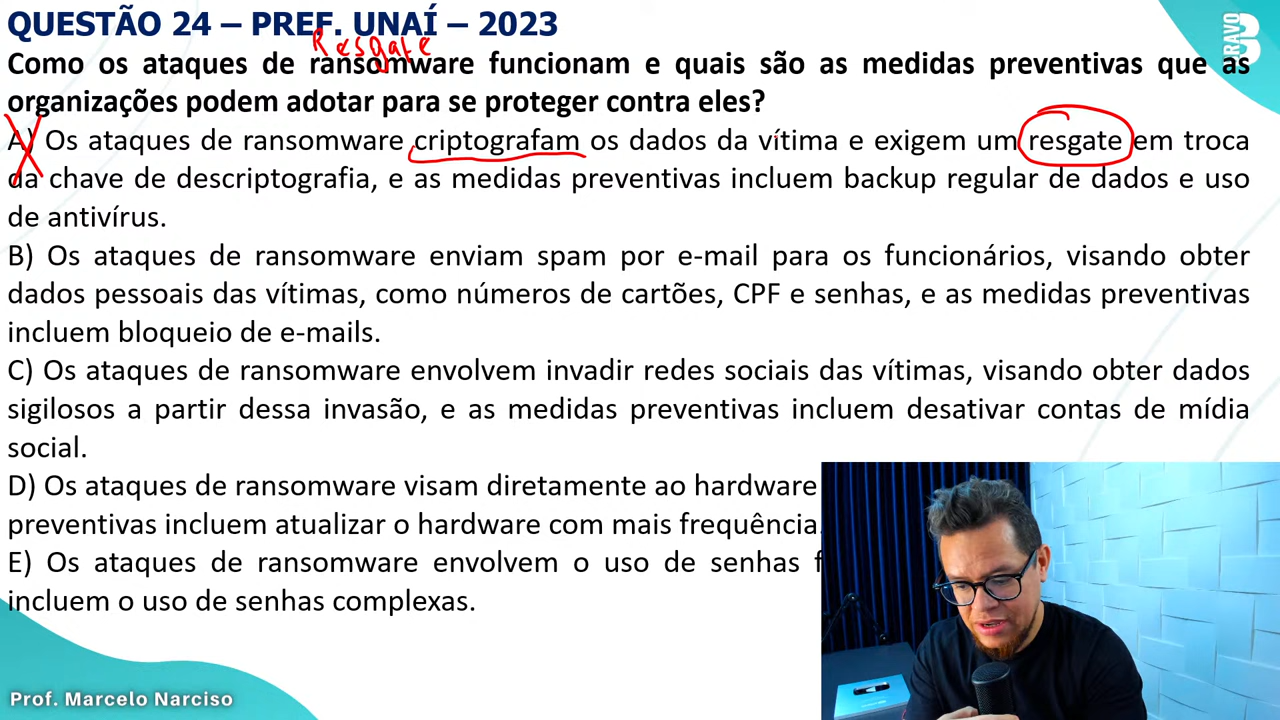 QUESTÃO 24 – PREF. UNAÍ – 2023
Resgate
Como os ataques de ransomware funcionam e quais são as medidas preventivas que as
organizações podem adotar para se proteger contra eles?
A) Os ataques de ransomware criptografam os dados da vítima e exigem um resgate em troca
da chave de descriptografia, e as medidas preventivas incluem backup regular de dados e uso
de antivírus.
B) Os ataques de ransomware enviam spam por e-mail para os funcionários, visando obter
dados pessoais das vítimas, como números de cartões, CPF e senhas, e as medidas preventivas
incluem bloqueio de e-mails.
C) Os ataques de ransomware envolvem invadir redes sociais das vítimas, visando obter dados
sigilosos a partir dessa invasão, e as medidas preventivas incluem desativar contas de mídia
social.
D) Os ataques de ransomware visam diretamente ao hardware
preventivas incluem atualizar o hardware com mais frequência.
E) Os ataques de ransomware envolvem o uso de senhas
incluem o uso de senhas complexas.
Prof. Marcelo Narciso
BRAVO